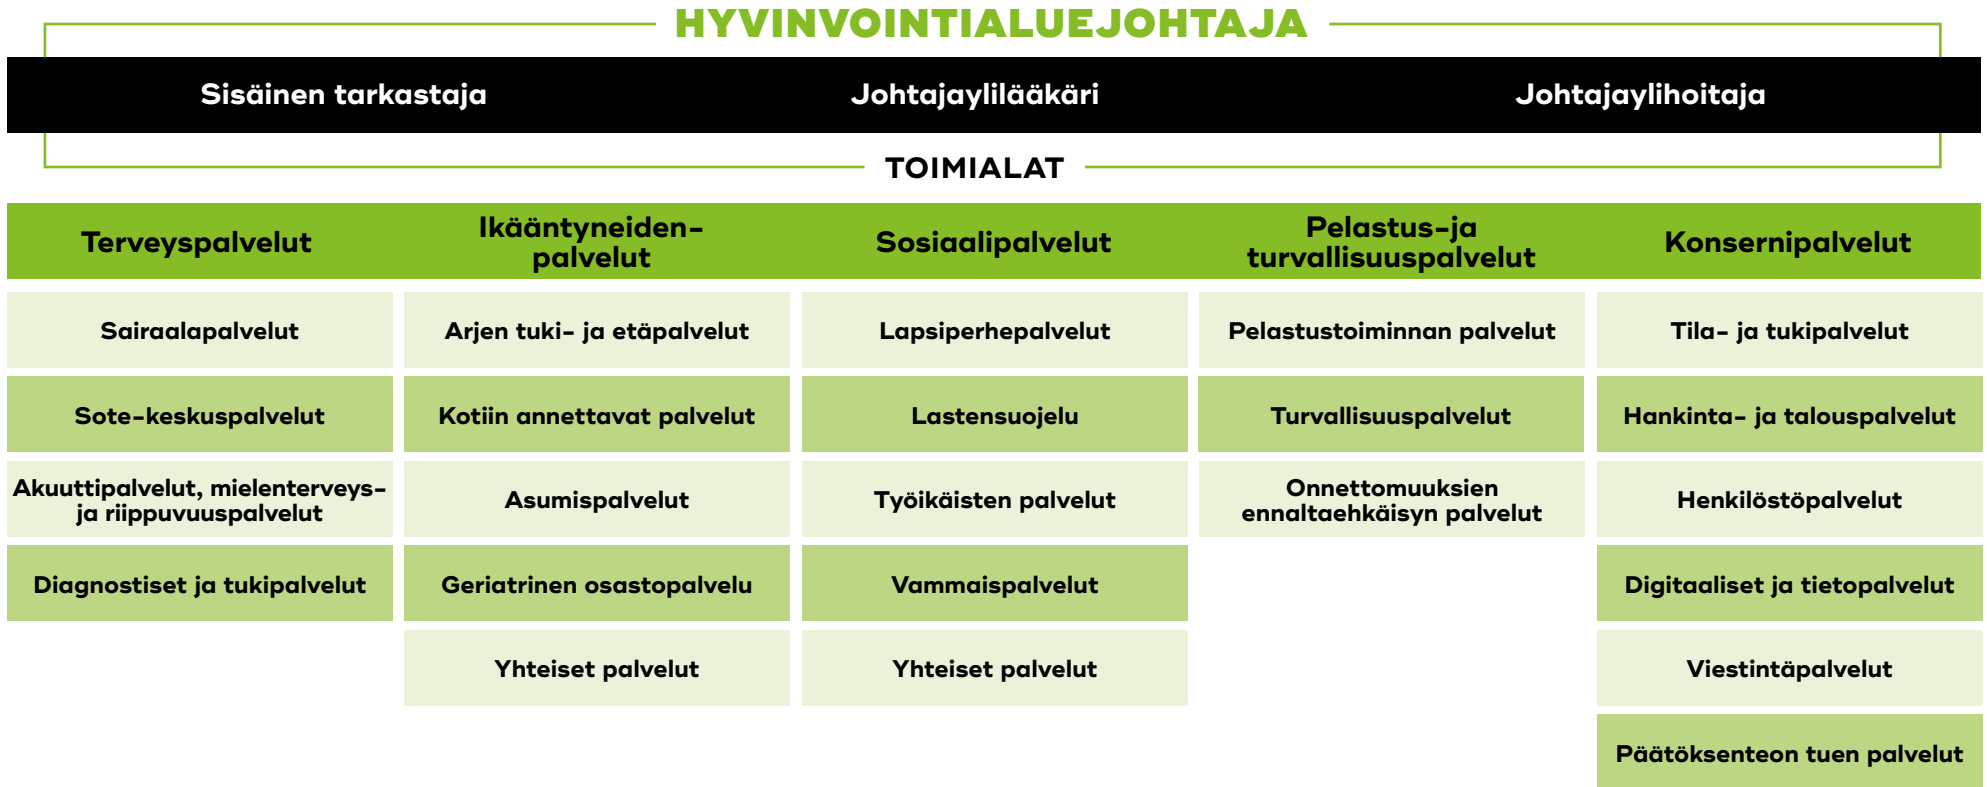 HYVINVOINTIALUEJOHTAJA
Sisäinen tarkastaja
Johtajaylilääkäri
Johtajaylihoitaja
TOIMIALAT
Terveyspalvelut
Ikääntyneiden-
palvelut
Sosiaalipalvelut
Pelastus-ja
turvallisuuspalvelut
Konsernipalvelut
Sairaalapalvelut
Arjen tuki- ja etäpalvelut
Lapsiperhepalvelut
Pelastustoiminnan palvelut
Tila- ja tukipalvelut
Sote-keskuspalvelut
Kotiin annettavat palvelut
Lastensuojelu
Turvallisuuspalvelut
Hankinta- ja talouspalvelut
Akuuttipalvelut, mielenterveys-
ja riippuvuuspalvelut
Asumispalvelut
Työikäisten palvelut
Onnettomuuksien
ennaltaehkäisyn palvelut
Henkilöstöpalvelut
Diagnostiset ja tukipalvelut
Geriatrinen osastopalvelu
Vammaispalvelut
Digitaaliset ja tietopalvelut
Yhteiset palvelut
Yhteiset palvelut
Viestintäpalvelut
Päätöksenteon tuen palvelut